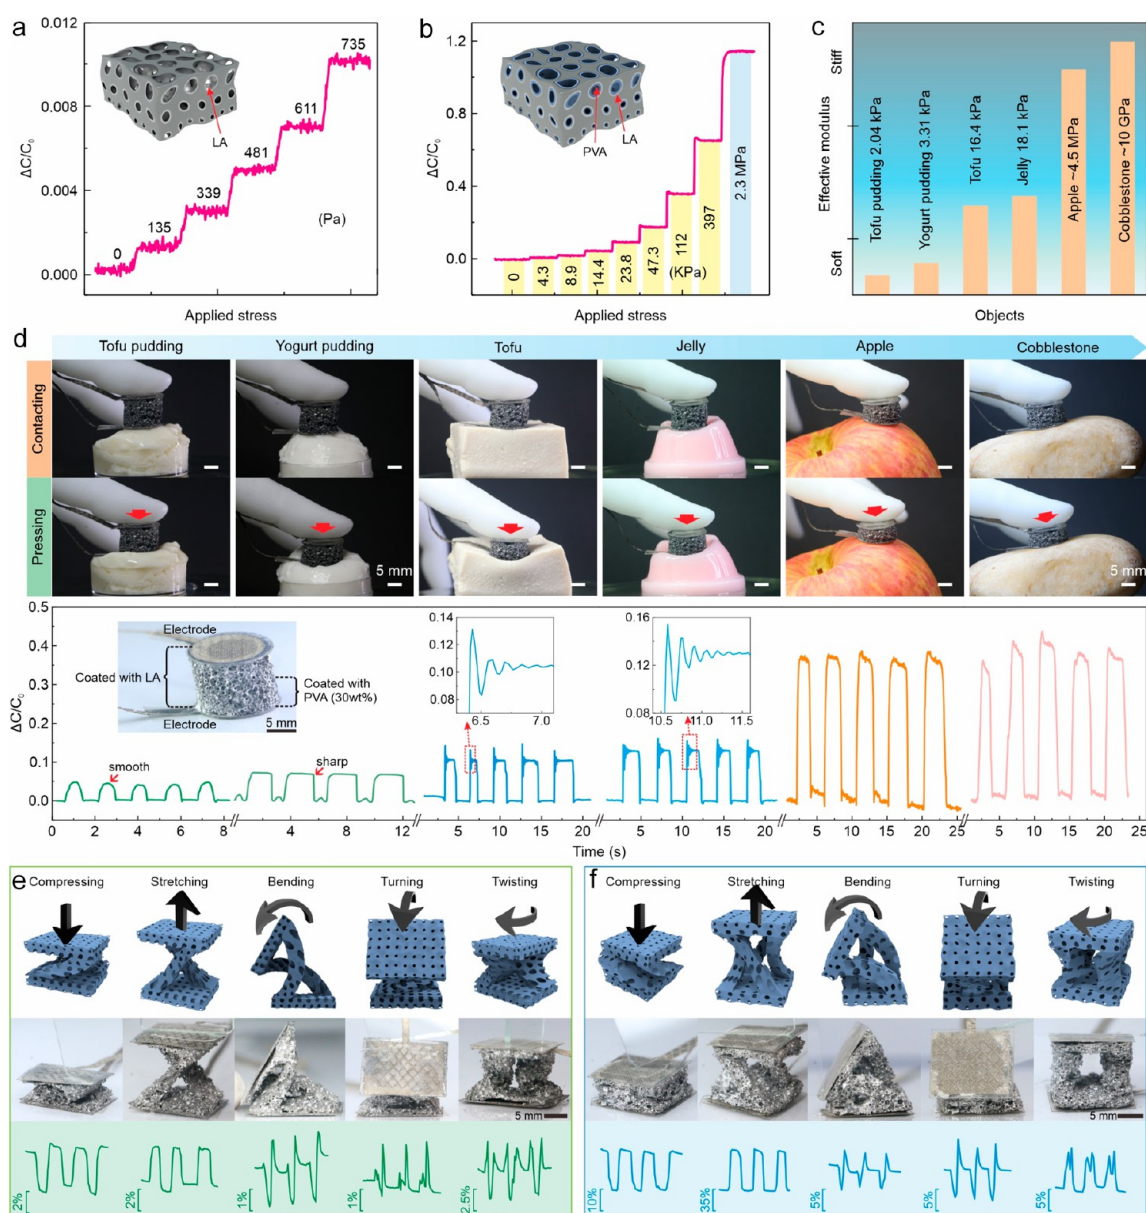 a
0.012
0.008
0.004
0.000
ΔC/C₀
LA
0
135
339
481
611
735
(Pa)
Applied stress
b
1.2
0.8
0.4
0.0
ΔC/C₀
PVA
LA
0
4.3
8.9
14.4
23.8
47.3
112
397
2.3 MPa
(KPa)
Applied stress
c
Stiff
Effective modulus
Soft
Tofu pudding 2.04 kPa
Yogurt pudding 3.31 kPa
Tofu 16.4 kPa
Jelly 18.1 kPa
Apple ~4.5 MPa
Cobblestone ~10 GPa
Objects
d
Tofu pudding
Yogurt pudding
Tofu
Jelly
Apple
Cobblestone
Contacting
Pressing
5 mm
5 mm
0.5
0.4
0.3
0.2
0.1
0.0
ΔC/C₀
Electrode
Coated with LA
Coated with
PVA (30wt%)
Electrode
5 mm
smooth
sharp
0.14
0.11
0.08
6.5
7.0
0.16
0.12
0.08
10.5
11.0
11.5
0 2 4 6 8
4 8 12
5 10 15 20
5 10 15 20
5 10 15 20 25
5 10 15 20 25
Time (s)
e
Compressing
Stretching
Bending
Turning
Twisting
5 mm
2%
2%
1%
1%
2.5%
f
Compressing
Stretching
Bending
Turning
Twisting
5 mm
10%
35%
5%
5%
5%